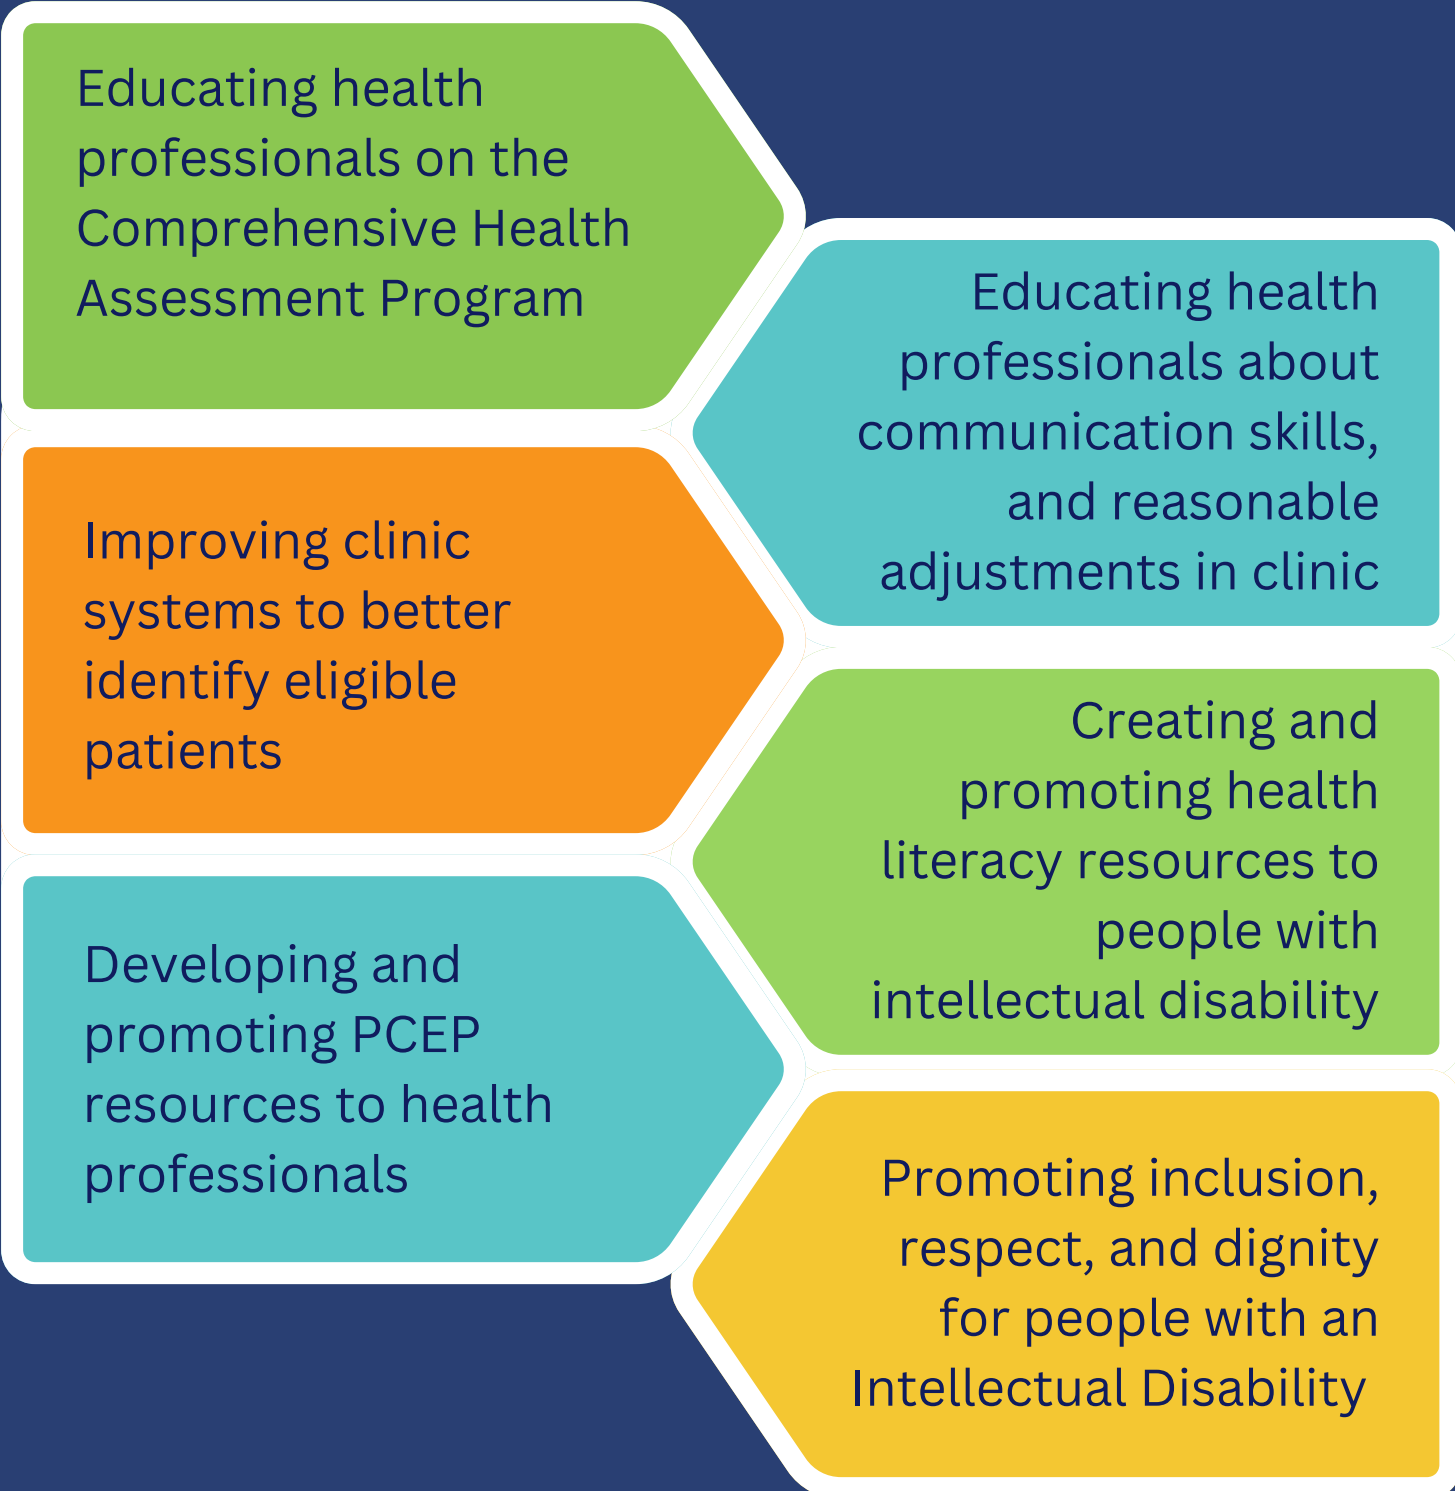 Educating health
professionals on the
Comprehensive Health
Assessment Program
Educating health
professionals about
communication skills,
and reasonable
adjustments in clinic
Improving clinic
systems to better
identify eligible
patients
Creating and
promoting health
literacy resources to
people with
intellectual disability
Developing and
promoting PCEP
resources to health
professionals
Promoting inclusion,
respect, and dignity
for people with an
Intellectual Disability